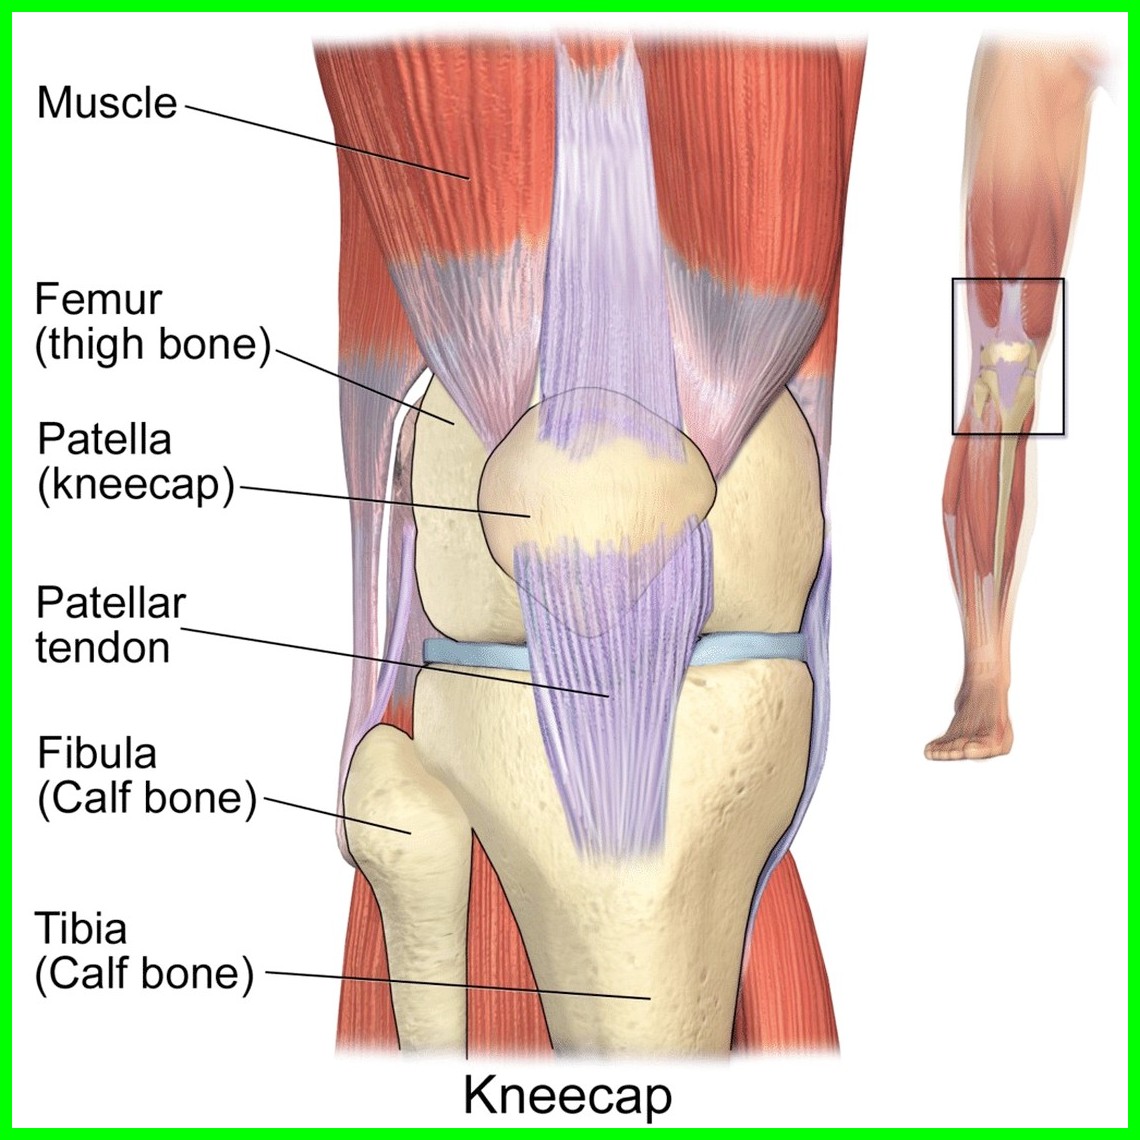 Muscle
Femur
(thigh bone)
Patella
(kneecap)
Patellar
tendon
Fibula
(Calf bone)
Tibia
(Calf bone)
Kneecap